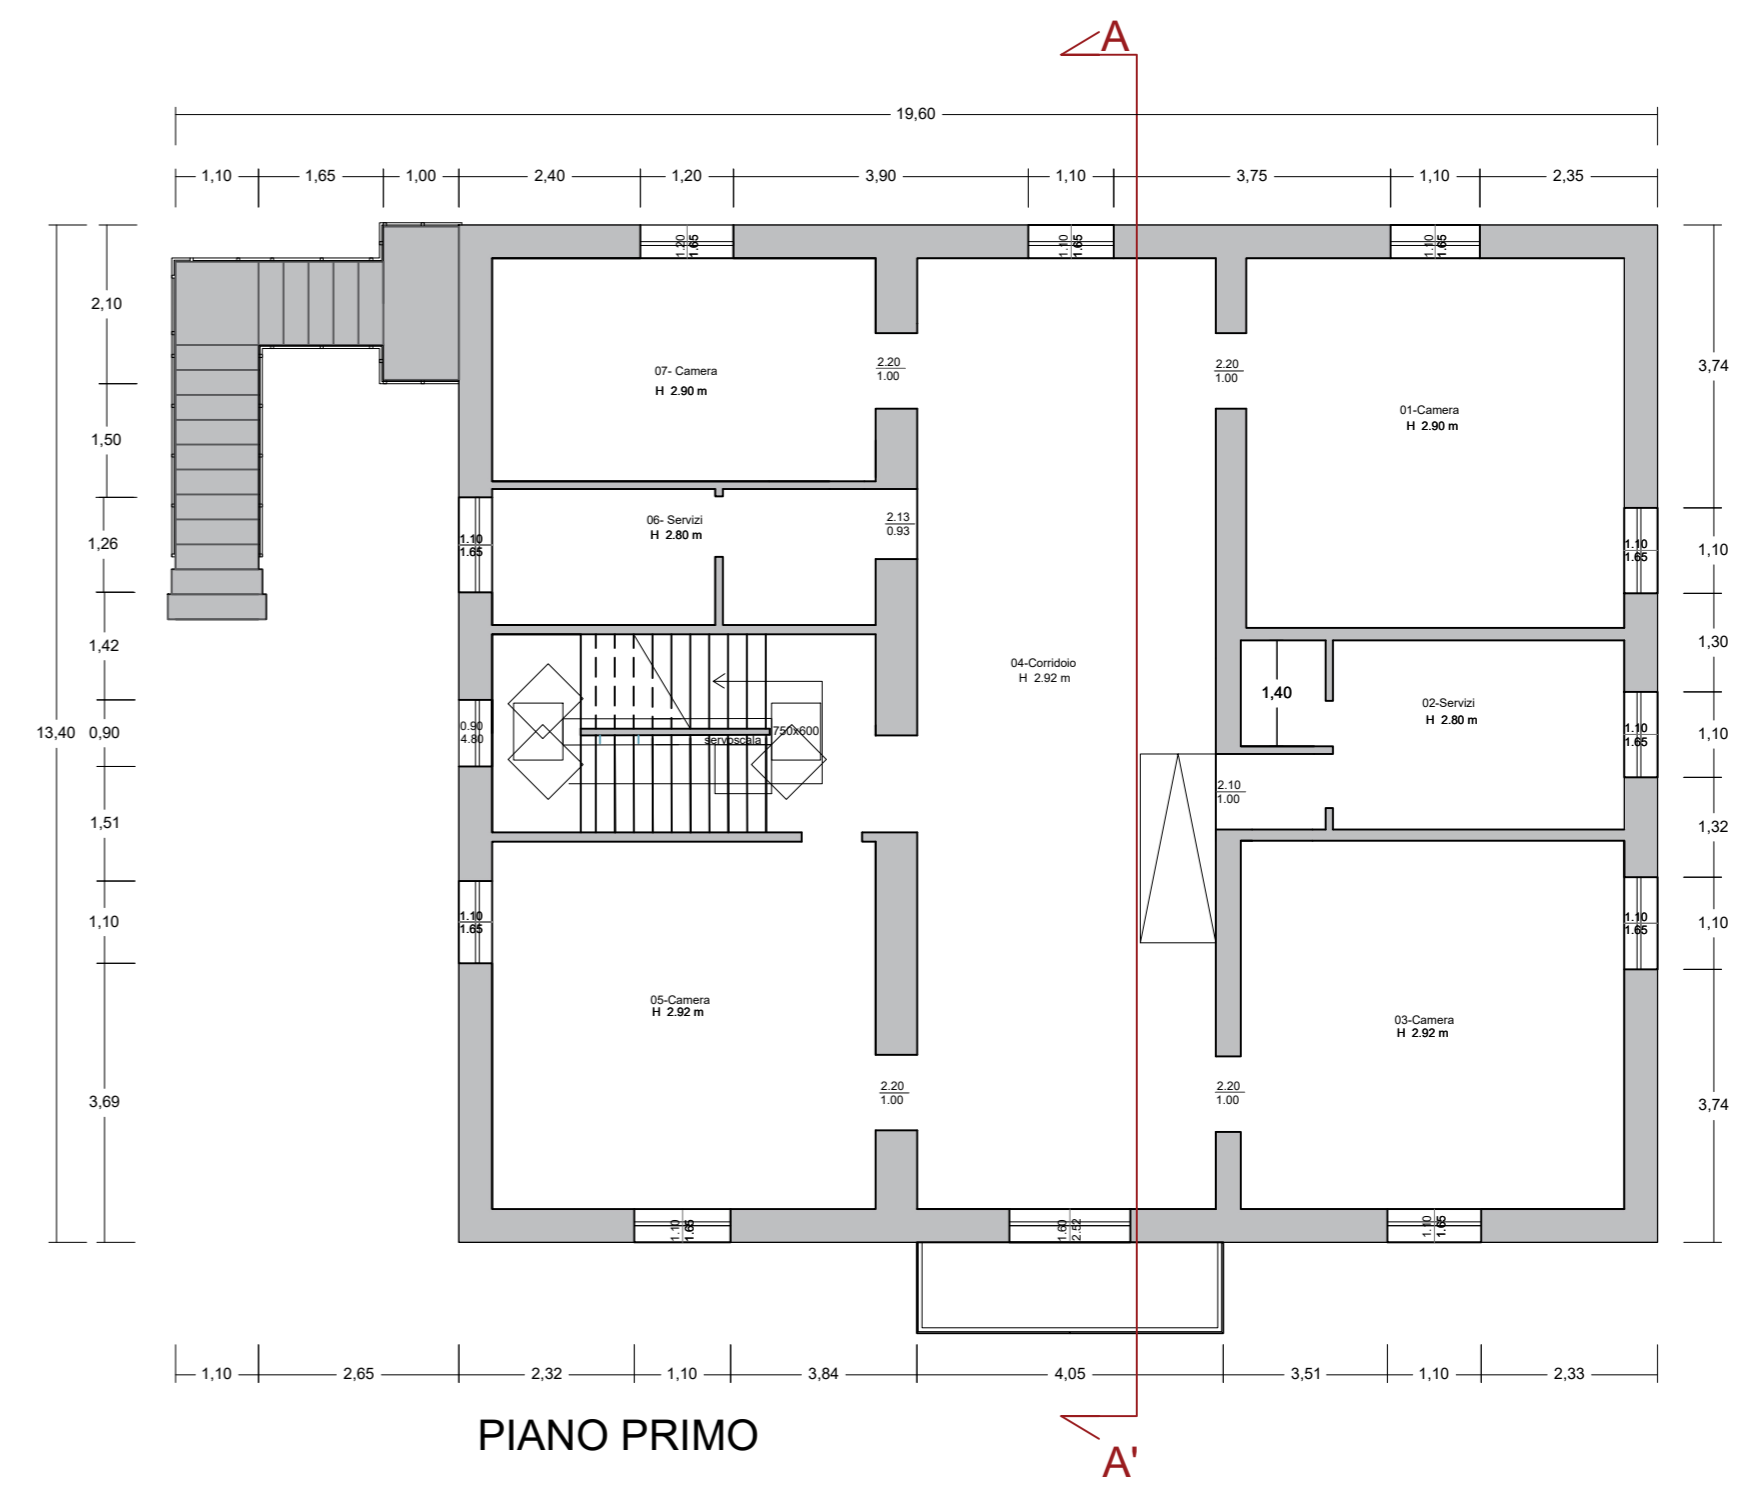 A
19,60
1,10 1,65 1,00 2,40 1,20 3,90 1,10 3,75 1,10 2,35
1.20
1.65
1.10
1.65
1.10
1.65
2,10
1,50
1,26
1,42
13,40
0,90
1,51
1,10
3,69
3,74
1,10
1,30
1,10
1,32
1,10
3,74
07- Camera
H 2.90 m
2.20
1.00
2.20
1.00
01-Camera
H 2.90 m
06- Servizi
H 2.80 m
2.13
0.93
1.10
1.65
1.10
1.65
04-Corridoio
H 2.92 m
1,40
02-Servizi
H 2.80 m
0.90
4.80
750x600
servoscala
1.10
1.65
2.10
1.00
1.10
1.65
1.10
1.65
05-Camera
H 2.92 m
03-Camera
H 2.92 m
2.20
1.00
2.20
1.00
1.10
1.65
1.60
2.52
1.10
1.65
1,10 2,65 2,32 1,10 3,84 4,05 3,51 1,10 2,33
PIANO PRIMO
A'